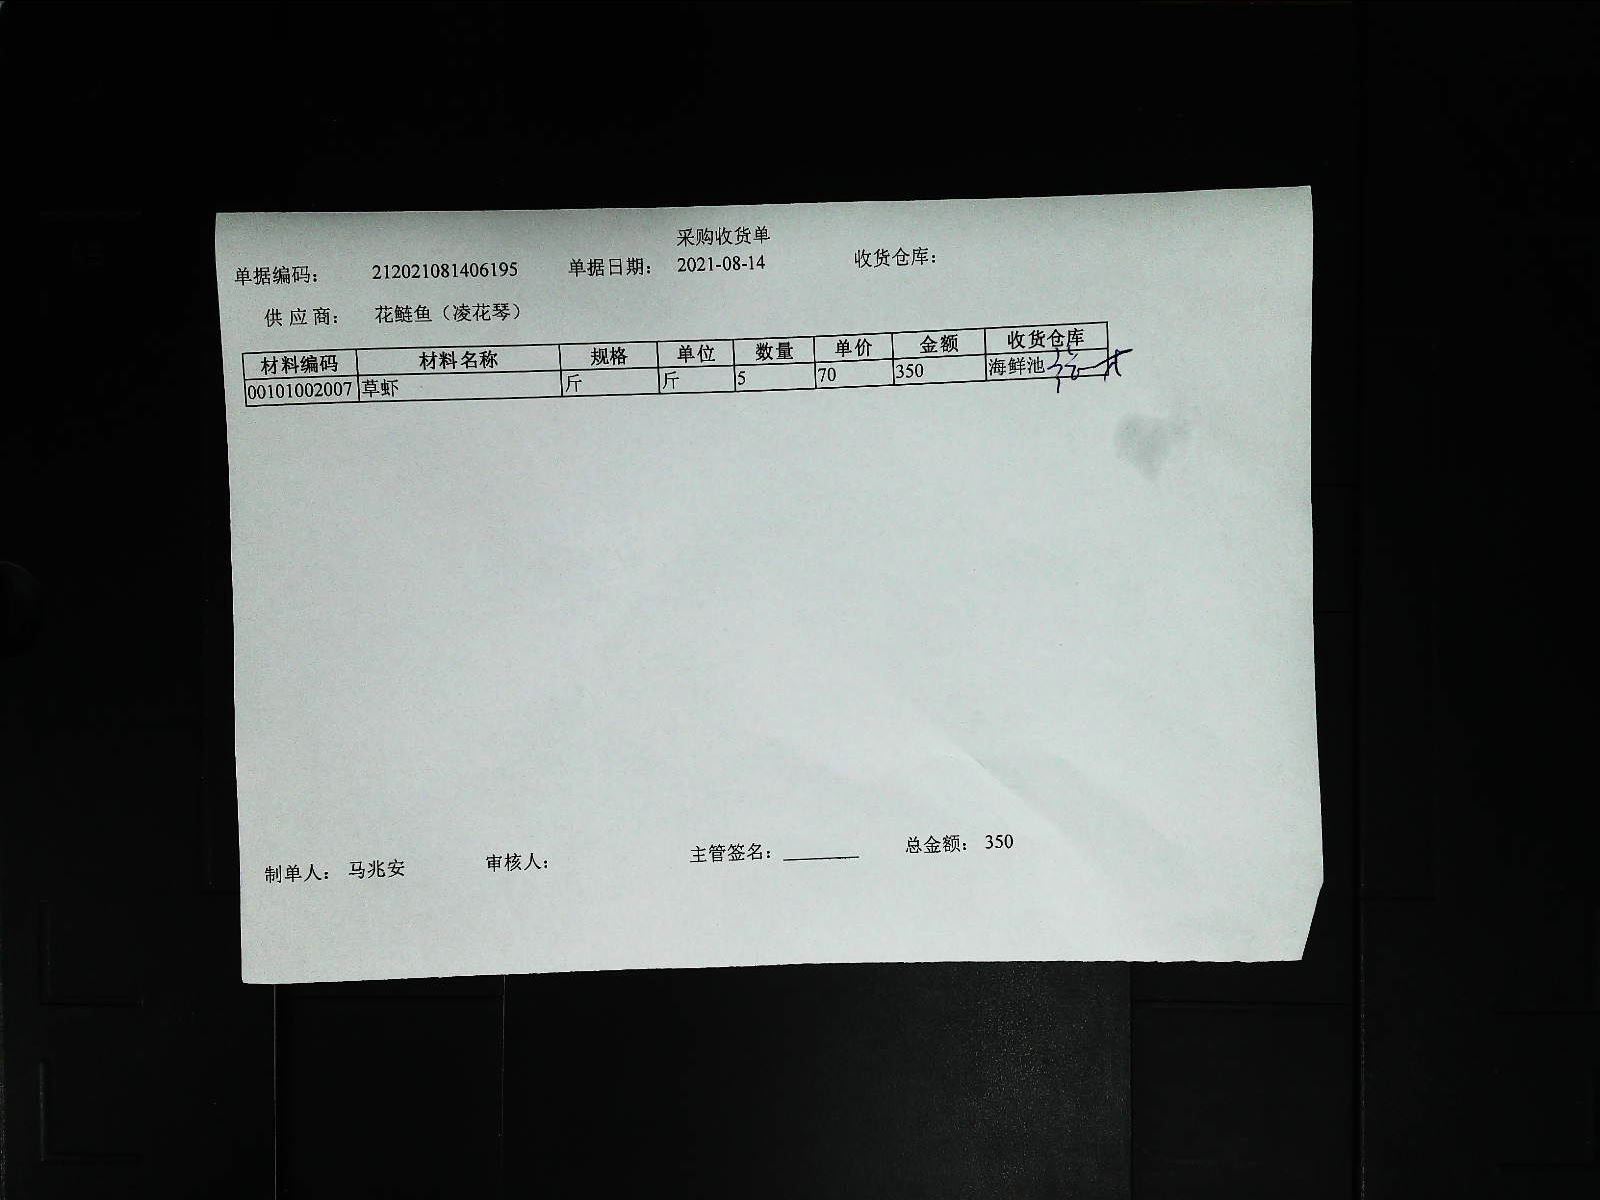 采购收货单
单据编码： 212021081406195 单据日期： 2021-08-14 收货仓库：
供 应 商： 花鲢鱼（凌花琴）
材料编码 材料名称 规格 单位 数量 单价 金额 收货仓库
00101002007 草虾 斤 斤 5 70 350 海鲜池
制单人： 马兆安 审核人： 主管签名： ________ 总金额： 350